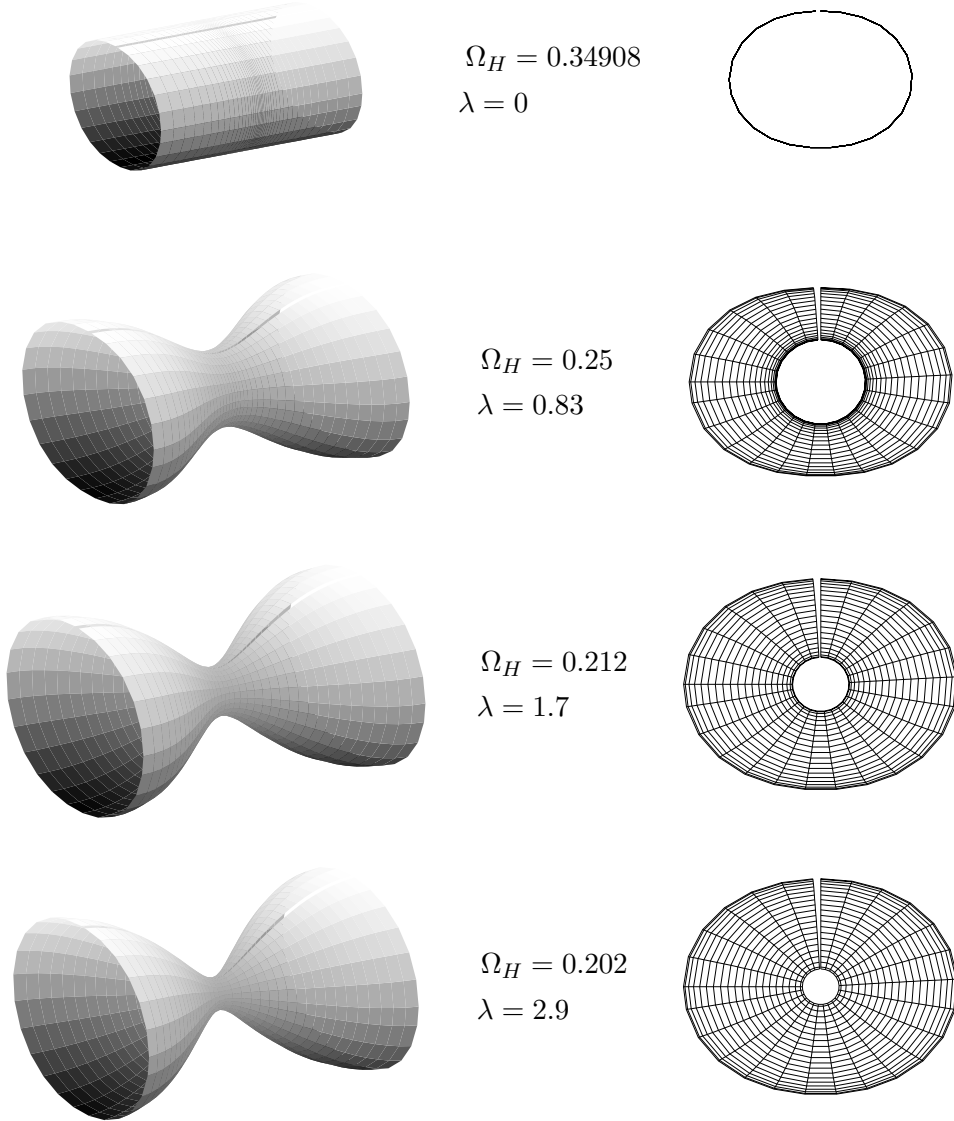 Ω_H = 0.34908
λ = 0
Ω_H = 0.25
λ = 0.83
Ω_H = 0.212
λ = 1.7
Ω_H = 0.202
λ = 2.9